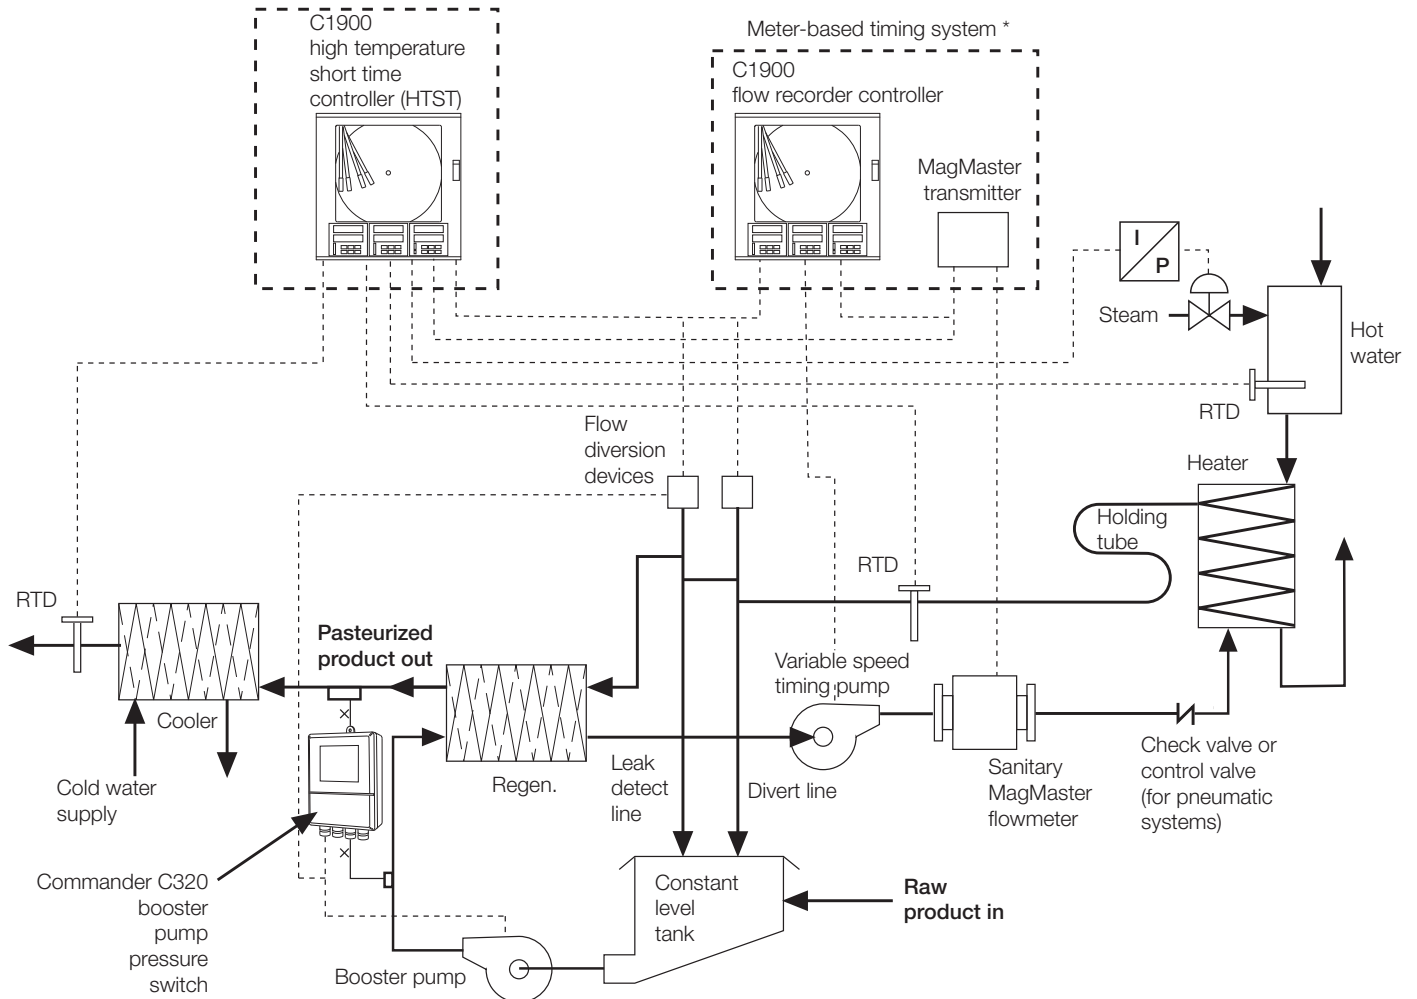 C1900
high temperature
short time
controller (HTST)
Meter-based timing system *
C1900
flow recorder controller
MagMaster
transmitter
I
P
Steam
Hot
water
RTD
Flow
diversion
devices
Heater
Holding
tube
RTD
RTD
Pasteurized
product out
Variable speed
timing pump
Cooler
Cold water
supply
Regen.
Leak
detect
line
Divert line
Sanitary
MagMaster
flowmeter
Check valve or
control valve
(for pneumatic
systems)
Commander C320
booster
pump
pressure
switch
Constant
level
tank
Raw
product in
Booster pump